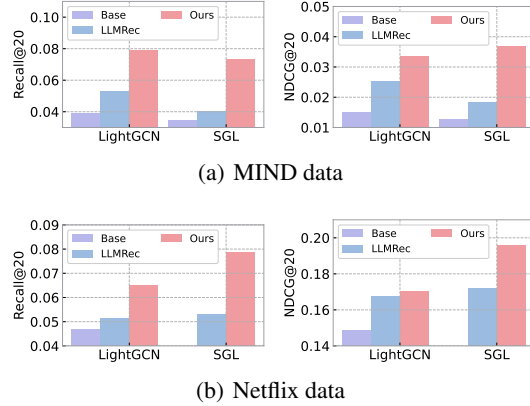 Recall@20
0.10
0.08
0.06
0.04
Base
LLMRec
Ours
LightGCN
SGL
NDCG@20
0.05
0.04
0.03
0.02
0.01
Base
LLMRec
Ours
LightGCN
SGL
(a) MIND data
Recall@20
0.09
0.08
0.07
0.06
0.05
0.04
Base
LLMRec
Ours
LightGCN
SGL
NDCG@20
0.20
0.18
0.16
0.14
Base
LLMRec
Ours
LightGCN
SGL
(b) Netflix data